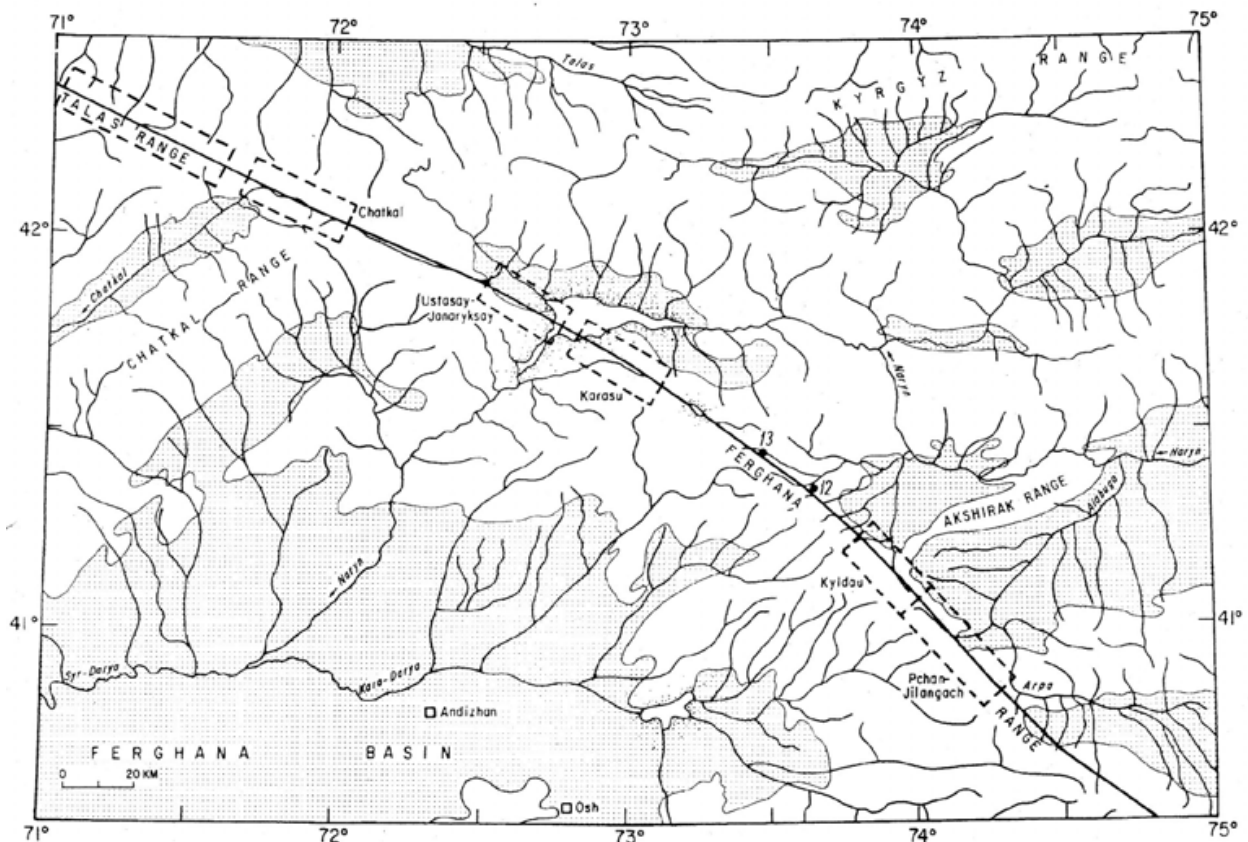 71°
72°
73°
74°
75°
Talas
KYRGYZ
RANGE
TALAS RANGE
Chatkal
42°
42°
Chatkal
CHATKAL RANGE
Ustasay-
Janaryksay
Karasu
Naryn
13
12
FERGHANA
Naryn
AKSHIRAK RANGE
Alabuga
Naryn
Kyldau
41°
41°
Syr-Darya
Kara-Darya
Pchan-
Jilangach
Arpa
RANGE
Andizhan
FERGHANA BASIN
0 20 KM
Osh
71°
72°
73°
74°
75°